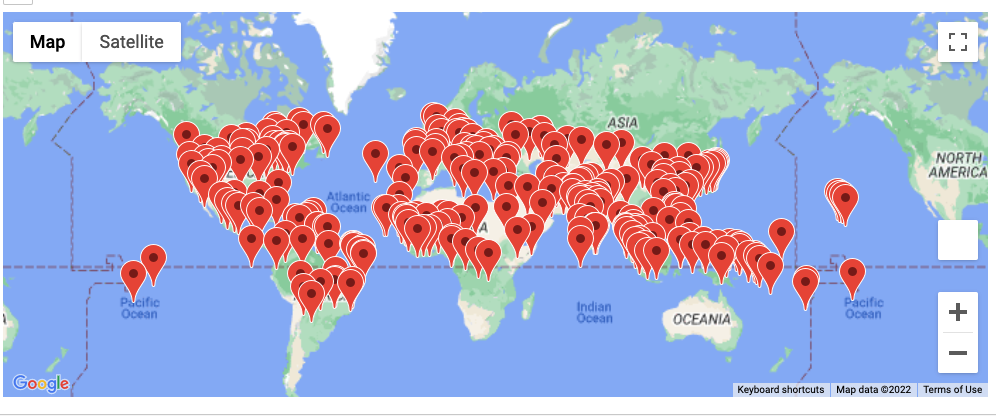 Map
Satellite
ASIA
NORTH
AMERICA
Atlantic
Ocean
Pacific
Ocean
Indian
Ocean
OCEANIA
Pacific
Ocean
Google
Keyboard shortcuts
Map data ©2022
Terms of Use